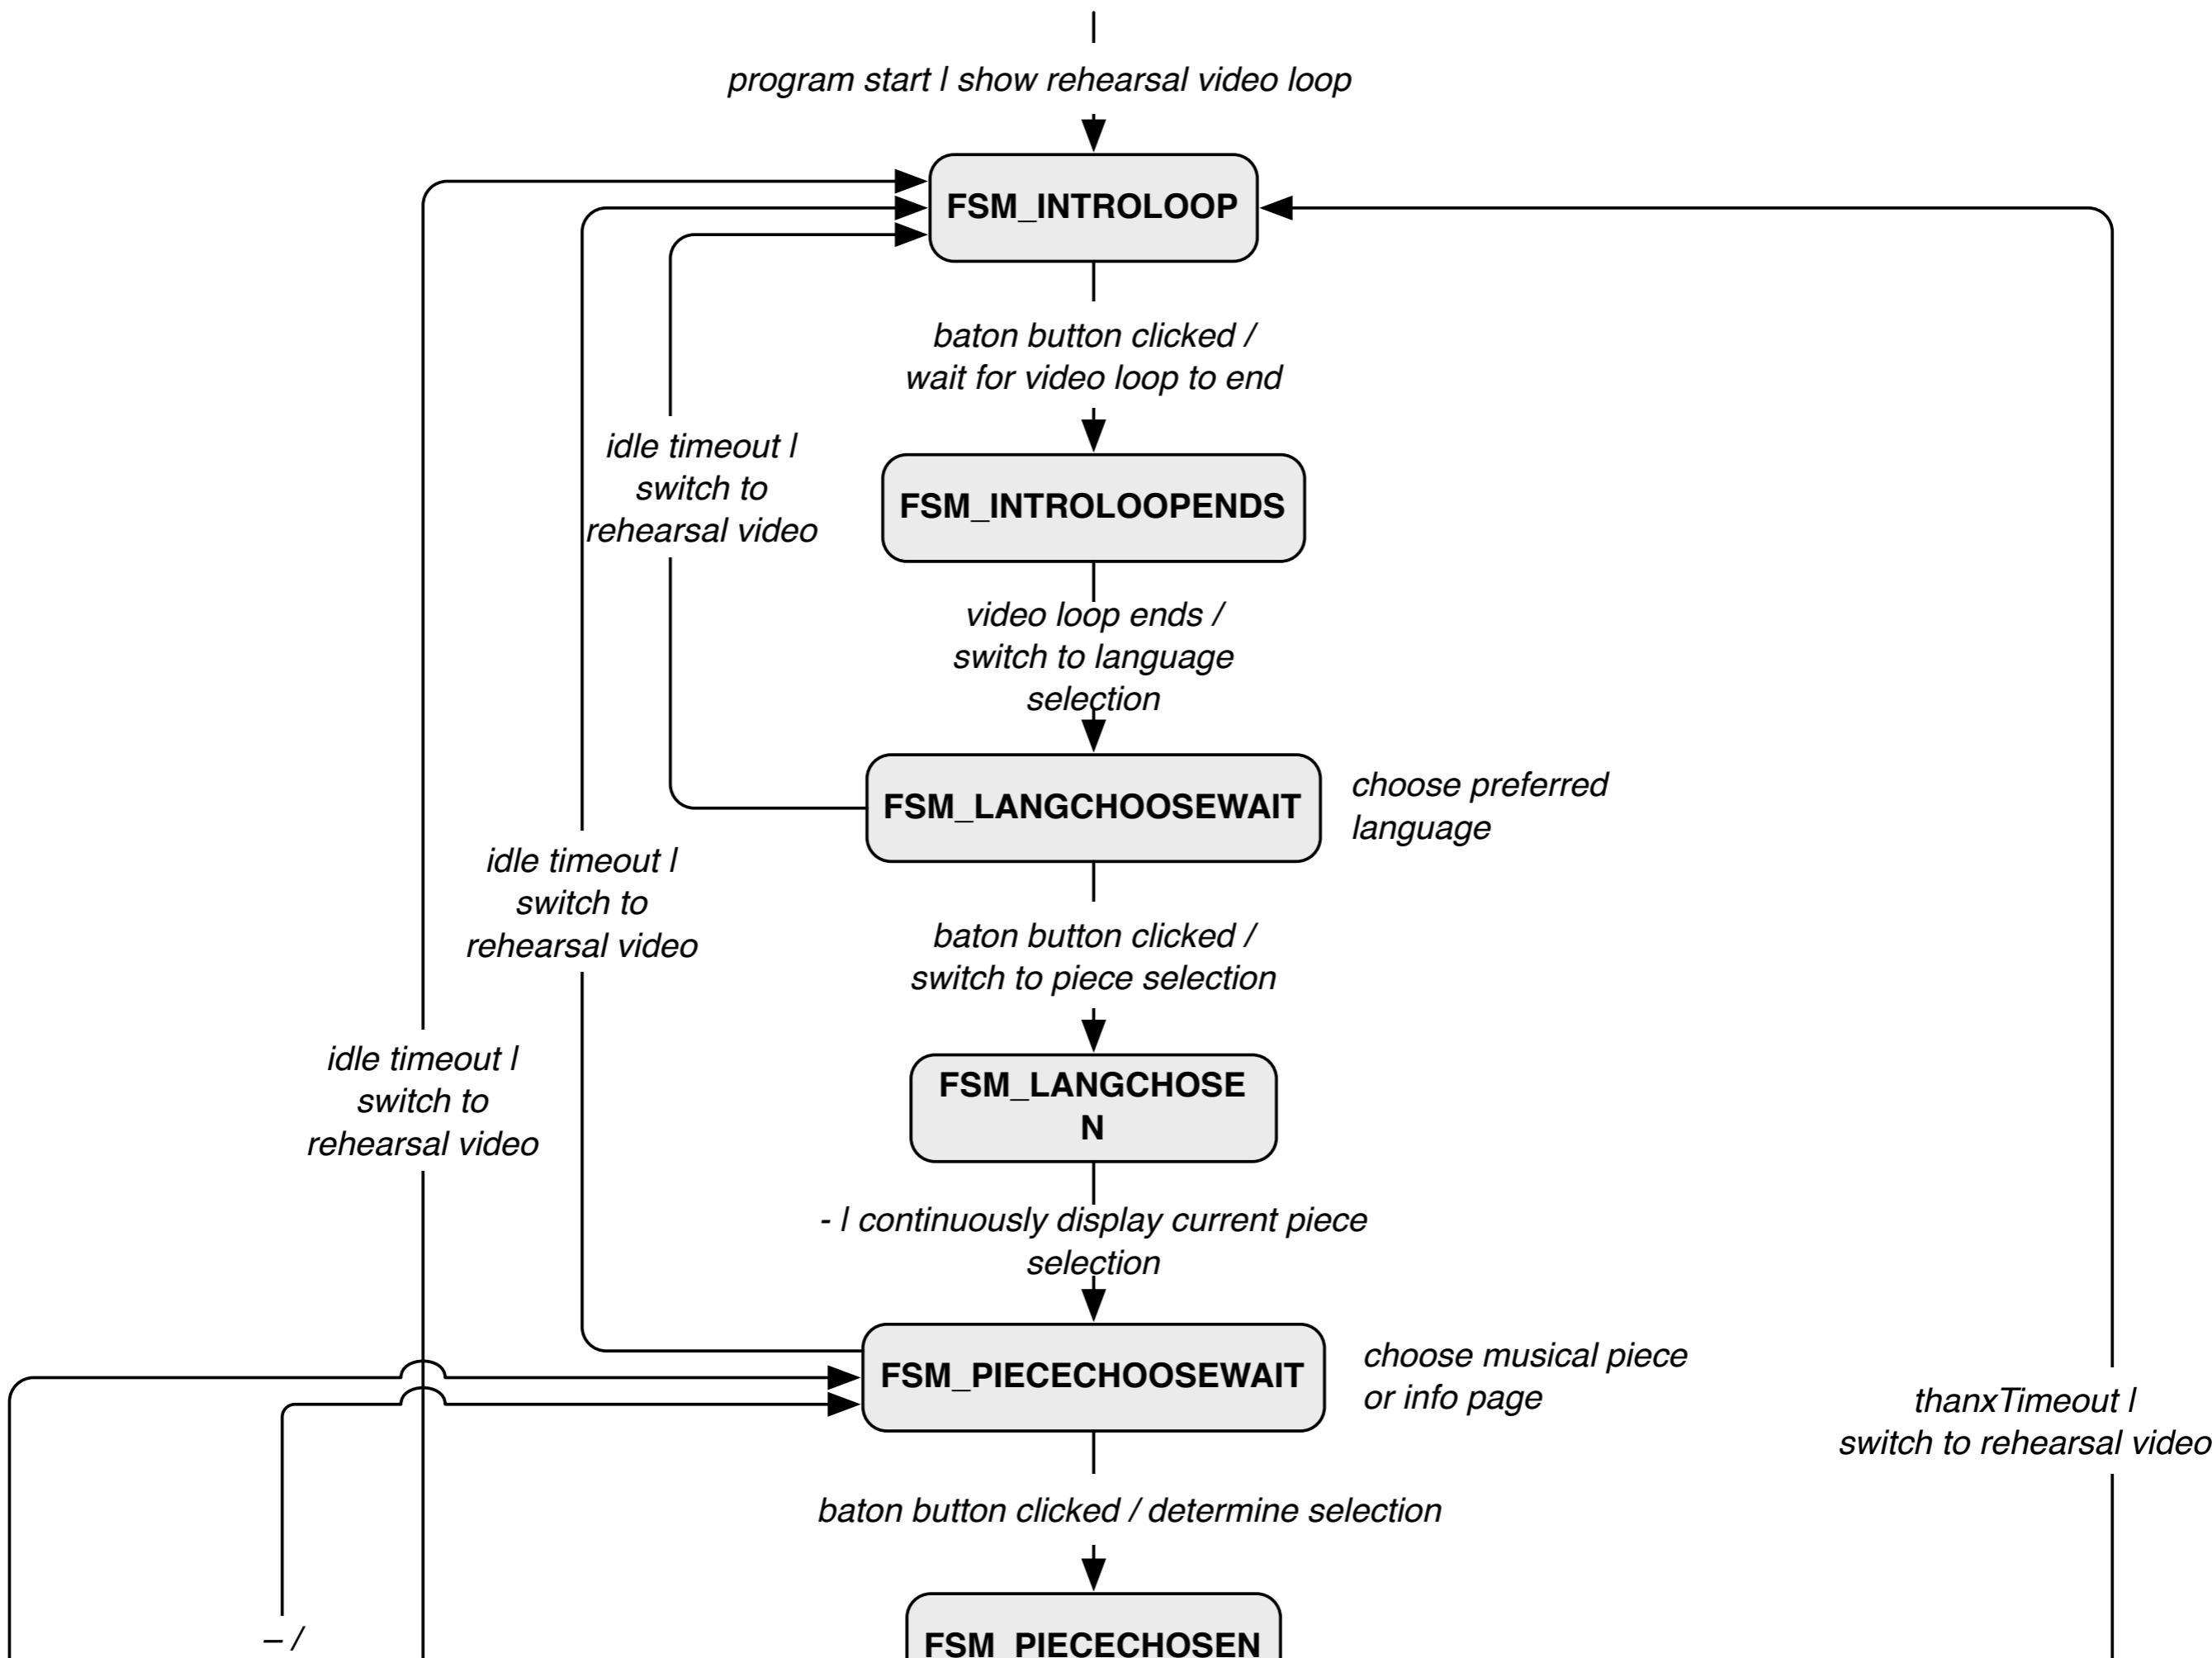 program start / show rehearsal video loop
FSM_INTROLOOP
baton button clicked /
wait for video loop to end
idle timeout /
switch to
rehearsal video
FSM_INTROLOOPENDS
video loop ends /
switch to language
selection
FSM_LANGCHOOSEWAIT
choose preferred
language
idle timeout /
switch to
rehearsal video
baton button clicked /
switch to piece selection
idle timeout /
switch to
rehearsal video
FSM_LANGCHOSE
N
- / continuously display current piece
selection
FSM_PIECECHOOSEWAIT
choose musical piece
or info page
thanxTimeout /
switch to rehearsal video
baton button clicked / determine selection
– /
FSM_PIECECHOSEN